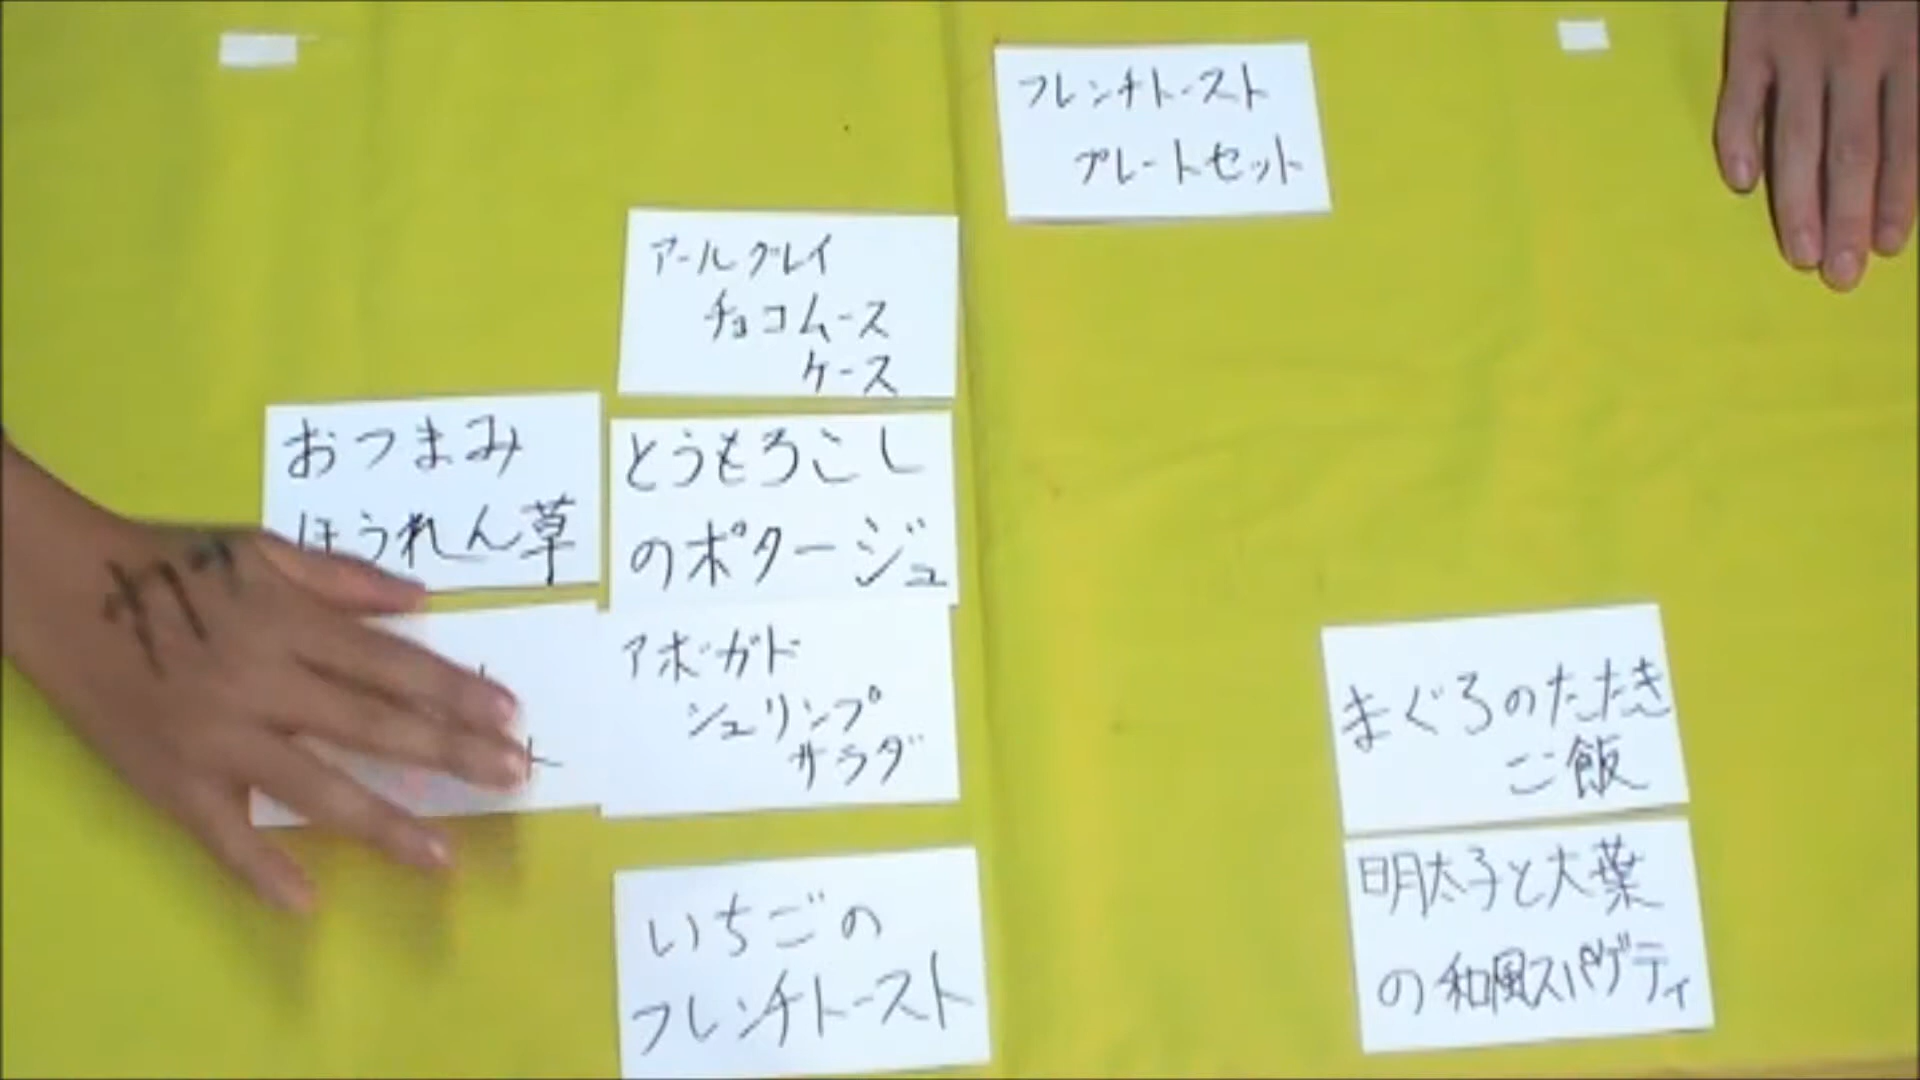 フレンチトースト
プレートセット
アールグレイ
チョコムース
ケース
おつまみ
ほうれん草
とうもろこし
のポタージュ
アボガド
シュリンプ
サラダ
いちごの
フレンチトースト
まぐろのたたき
ご飯
明太子と大葉
の和風スパゲティ